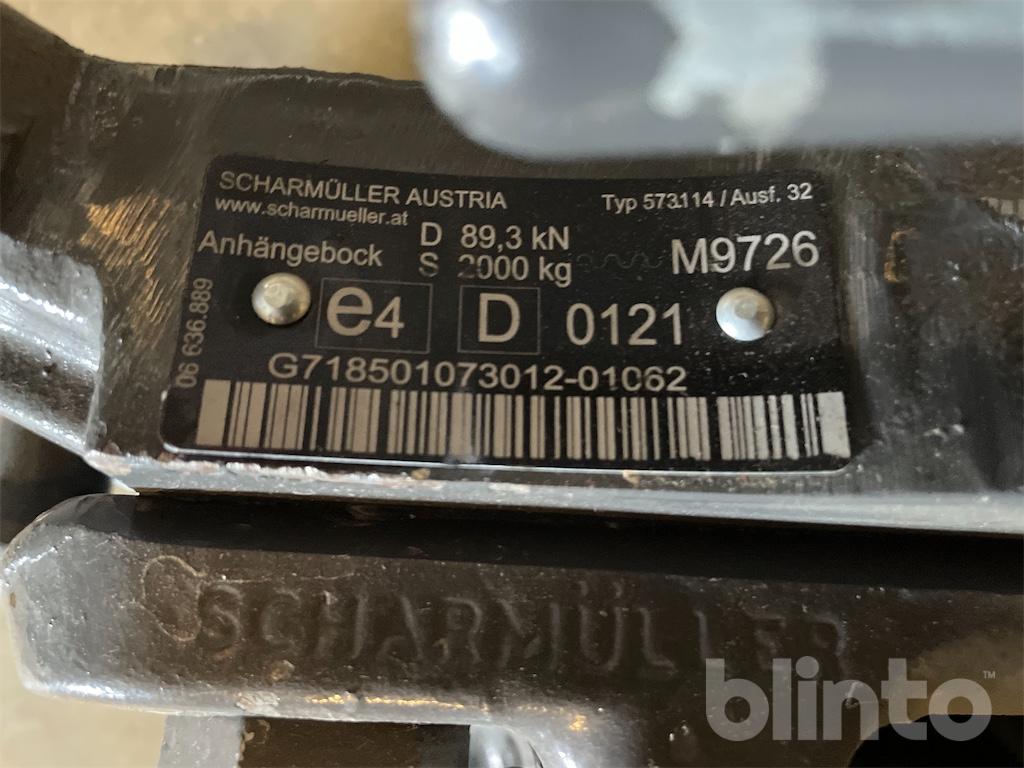 SCHARMÜLLER AUSTRIA
www.scharmueller.at
Typ 573.114 / Ausf. 32
Anhängebock
D 89,3 kN
S 2000 kg
M9726
e4 D 0121
G718501073012-01062
06 636.889
SCHARMÜLLER
blinto™